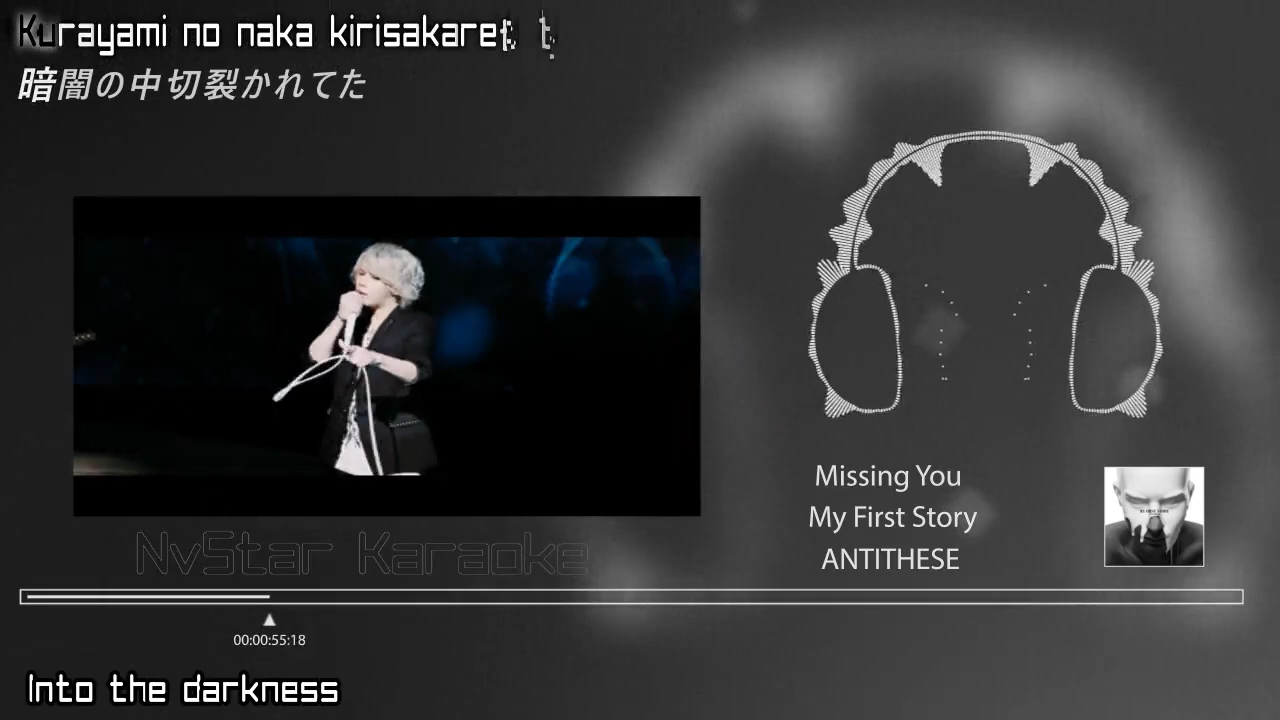 Kurayami no naka kirisakare
暗闇の中切裂かれてた
NvStar Karaoke
Missing You
My First Story
ANTITHESE
00:00:55:18
Into the darkness